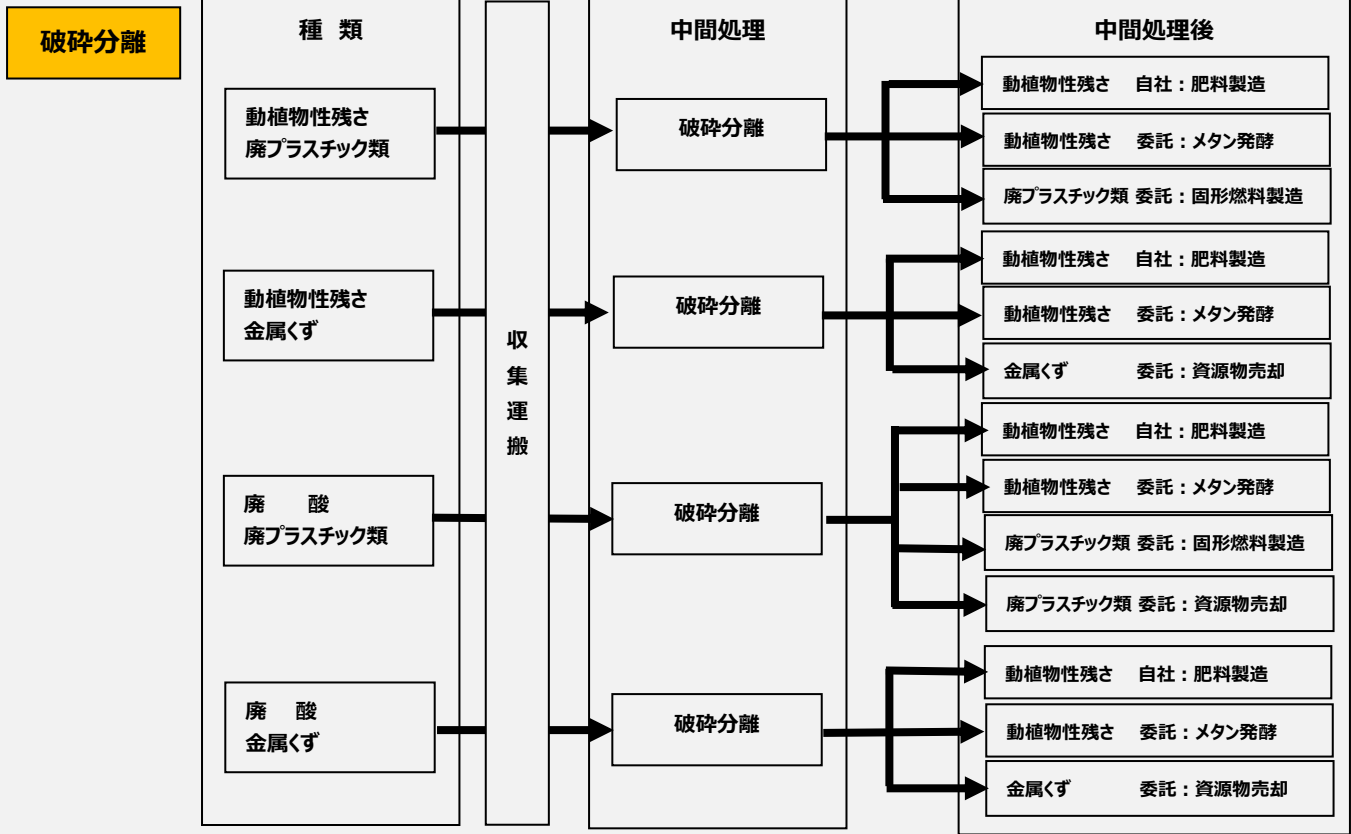 破砕分離
種 類
中間処理
中間処理後
動植物性残さ
廃プラスチック類
破砕分離
動植物性残さ 自社：肥料製造
動植物性残さ 委託：メタン発酵
廃プラスチック類 委託：固形燃料製造
動植物性残さ
金属くず
破砕分離
動植物性残さ 自社：肥料製造
動植物性残さ 委託：メタン発酵
金属くず 委託：資源物売却
収集運搬
廃 酸
廃プラスチック類
破砕分離
動植物性残さ 自社：肥料製造
動植物性残さ 委託：メタン発酵
廃プラスチック類 委託：固形燃料製造
廃プラスチック類 委託：資源物売却
廃 酸
金属くず
破砕分離
動植物性残さ 自社：肥料製造
動植物性残さ 委託：メタン発酵
金属くず 委託：資源物売却